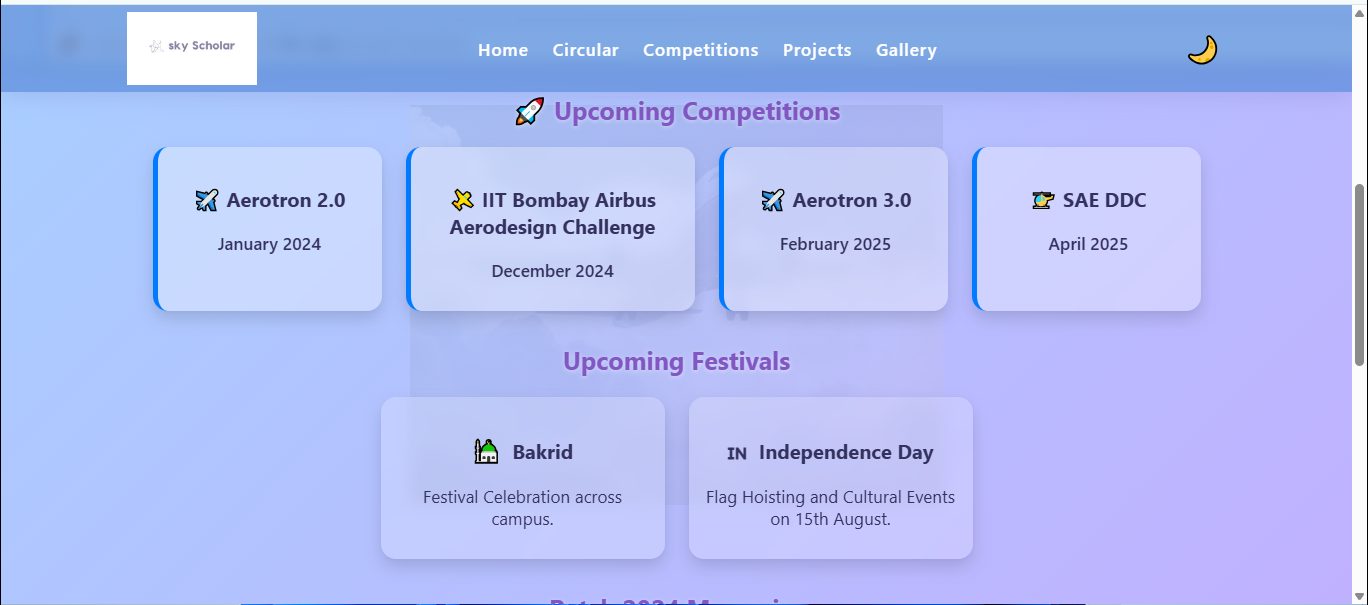 sky Scholar
Home Circular Competitions Projects Gallery
🚀 Upcoming Competitions
✈️ Aerotron 2.0
January 2024
IIT Bombay Airbus
Aerodesign Challenge
December 2024
✈️ Aerotron 3.0
February 2025
🚁 SAE DDC
April 2025
Upcoming Festivals
🕌 Bakrid
Festival Celebration across
campus.
IN Independence Day
Flag Hoisting and Cultural Events
on 15th August.